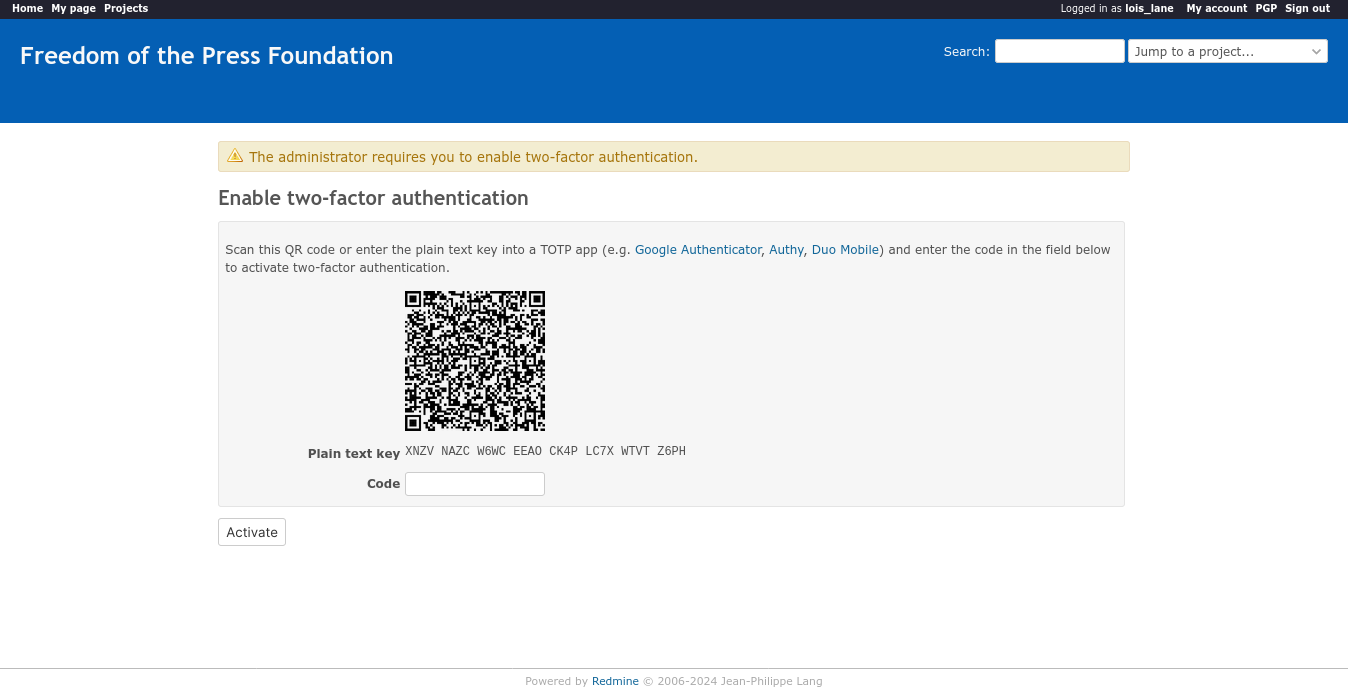 Home My page Projects Logged in as lois_lane My account PGP Sign out
Freedom of the Press Foundation
Search: Jump to a project...
The administrator requires you to enable two-factor authentication.
Enable two-factor authentication
Scan this QR code or enter the plain text key into a TOTP app (e.g. Google Authenticator, Authy, Duo Mobile) and enter the code in the field below
to activate two-factor authentication.
Plain text key XNZV NAZC W6WC EEAO CK4P LC7X WTVT Z6PH
Code
Activate
Powered by Redmine © 2006-2024 Jean-Philippe Lang